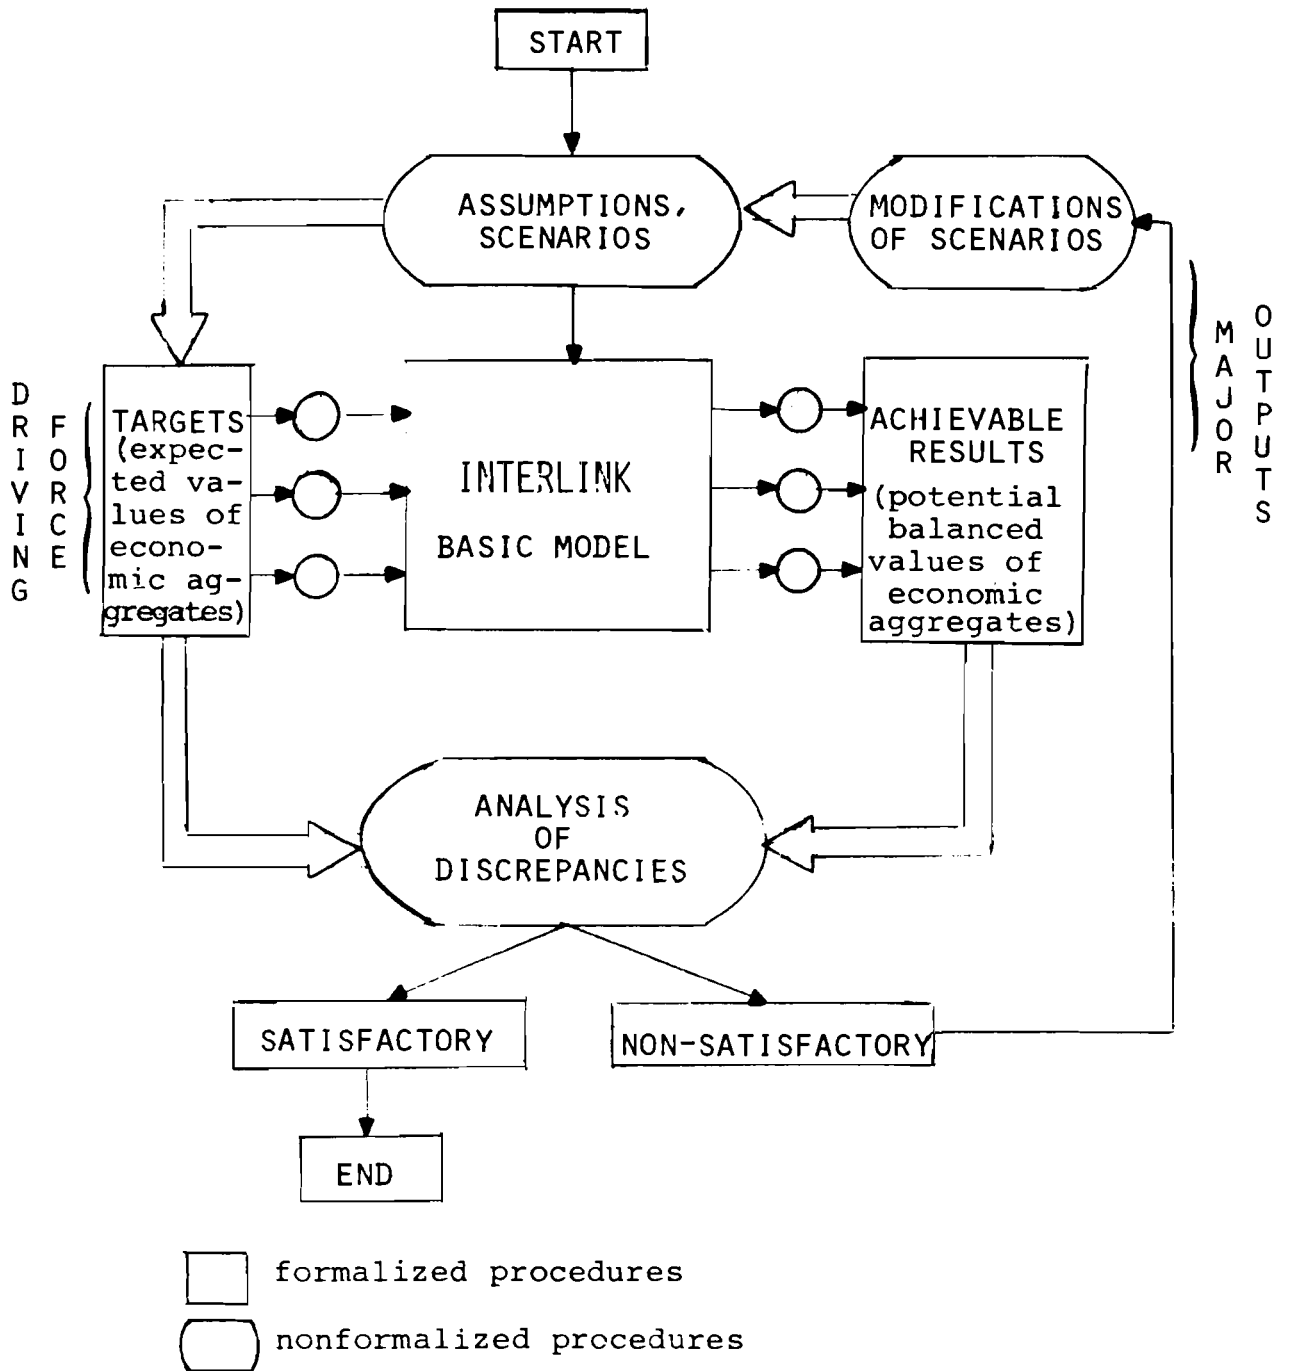 START
ASSUMPTIONS,
SCENARIOS
MODIFICATIONS
OF SCENARIOS
DRIVING
FORCE
TARGETS
(expec-
ted va-
lues of
econo-
mic ag-
gregates)
INTERLINK
BASIC MODEL
ACHIEVABLE
RESULTS
(potential
balanced
values of
economic
aggregates)
MAJOR
OUTPUTS
ANALYSIS
OF
DISCREPANCIES
SATISFACTORY
NON-SATISFACTORY
END
formalized procedures
nonformalized procedures